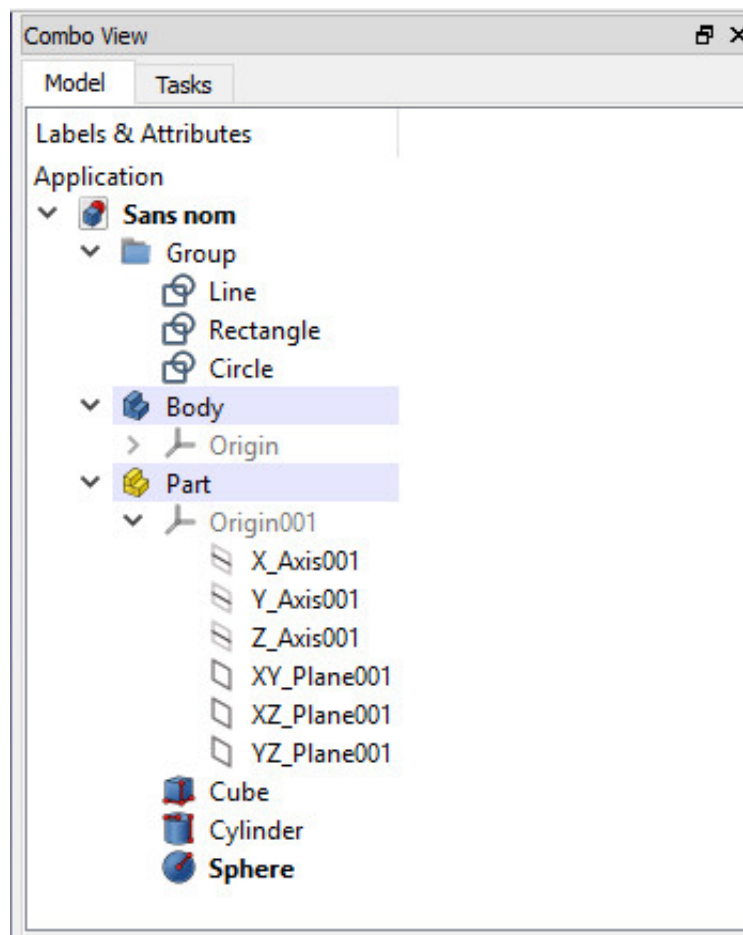 Combo View
Model Tasks
Labels & Attributes
Application
Sans nom
Group
Line
Rectangle
Circle
Body
Origin
Part
Origin001
X_Axis001
Y_Axis001
Z_Axis001
XY_Plane001
XZ_Plane001
YZ_Plane001
Cube
Cylinder
Sphere